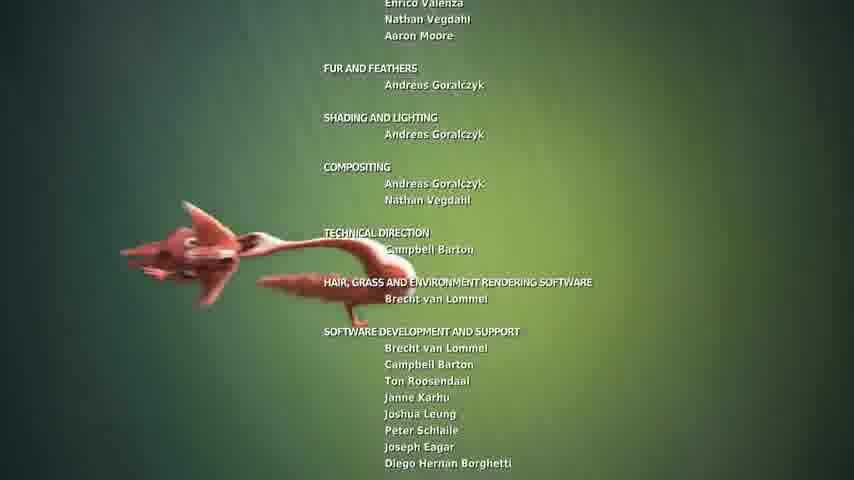 Enrico Valenza
Nathan Vegdahl
Aaron Moore
FUR AND FEATHERS
Andreas Goralczyk
SHADING AND LIGHTING
Andreas Goralczyk
COMPOSITING
Andreas Goralczyk
Nathan Vegdahl
TECHNICAL DIRECTION
Campbell Barton
HAIR, GRASS AND ENVIRONMENT RENDERING SOFTWARE
Brecht van Lommel
SOFTWARE DEVELOPMENT AND SUPPORT
Brecht van Lommel
Campbell Barton
Ton Roosendaal
Janne Karhu
Joshua Leung
Peter Schlaile
Joseph Eagar
Diego Hernan Borghetti